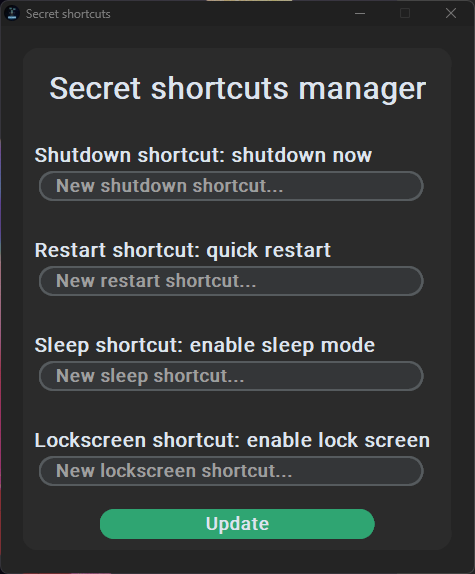 Secret shortcuts
Secret shortcuts manager
Shutdown shortcut: shutdown now
New shutdown shortcut...
Restart shortcut: quick restart
New restart shortcut...
Sleep shortcut: enable sleep mode
New sleep shortcut...
Lockscreen shortcut: enable lock screen
New lockscreen shortcut...
Update